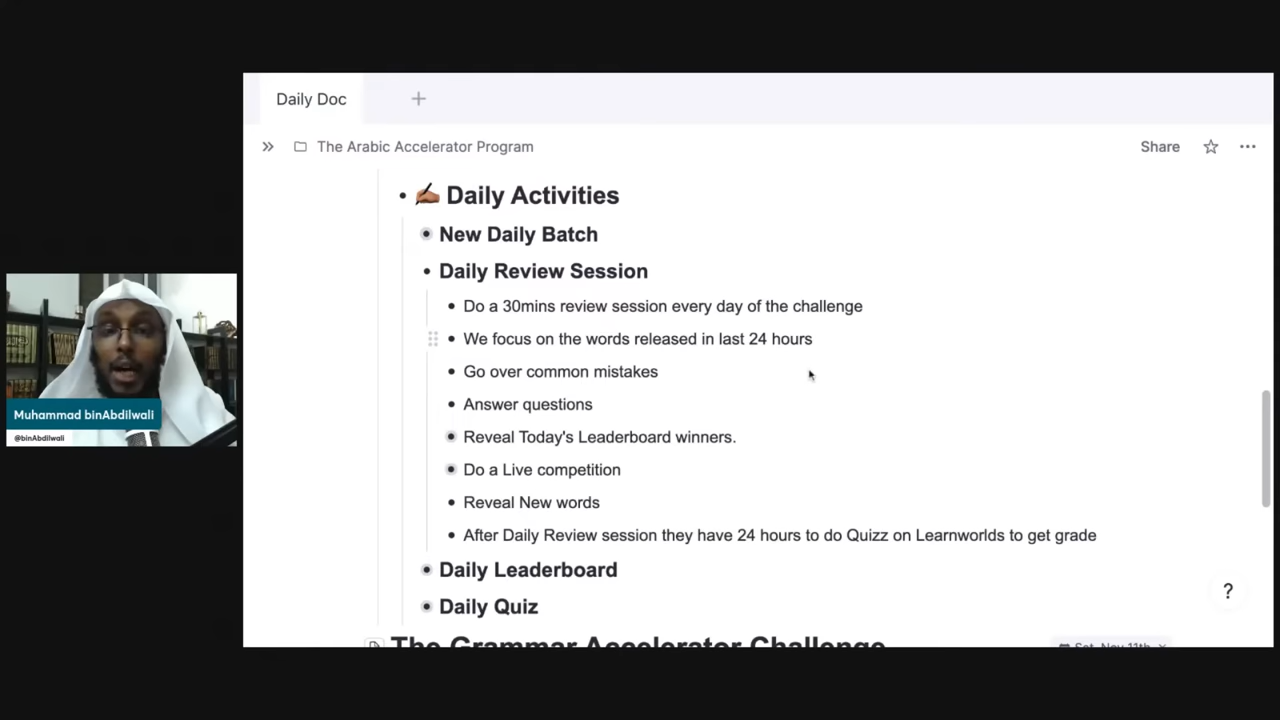 Daily Doc
The Arabic Accelerator Program
Share
✍🏾 Daily Activities
New Daily Batch
Daily Review Session
Do a 30mins review session every day of the challenge
We focus on the words released in last 24 hours
Go over common mistakes
Answer questions
Reveal Today's Leaderboard winners.
Do a Live competition
Reveal New words
After Daily Review session they have 24 hours to do Quizz on Learnworlds to get grade
Daily Leaderboard
Daily Quiz
The Grammar Accelerator Challenge
Sat, Nov 11th
?
Muhammad binAbdilwali
@binAbdilwali